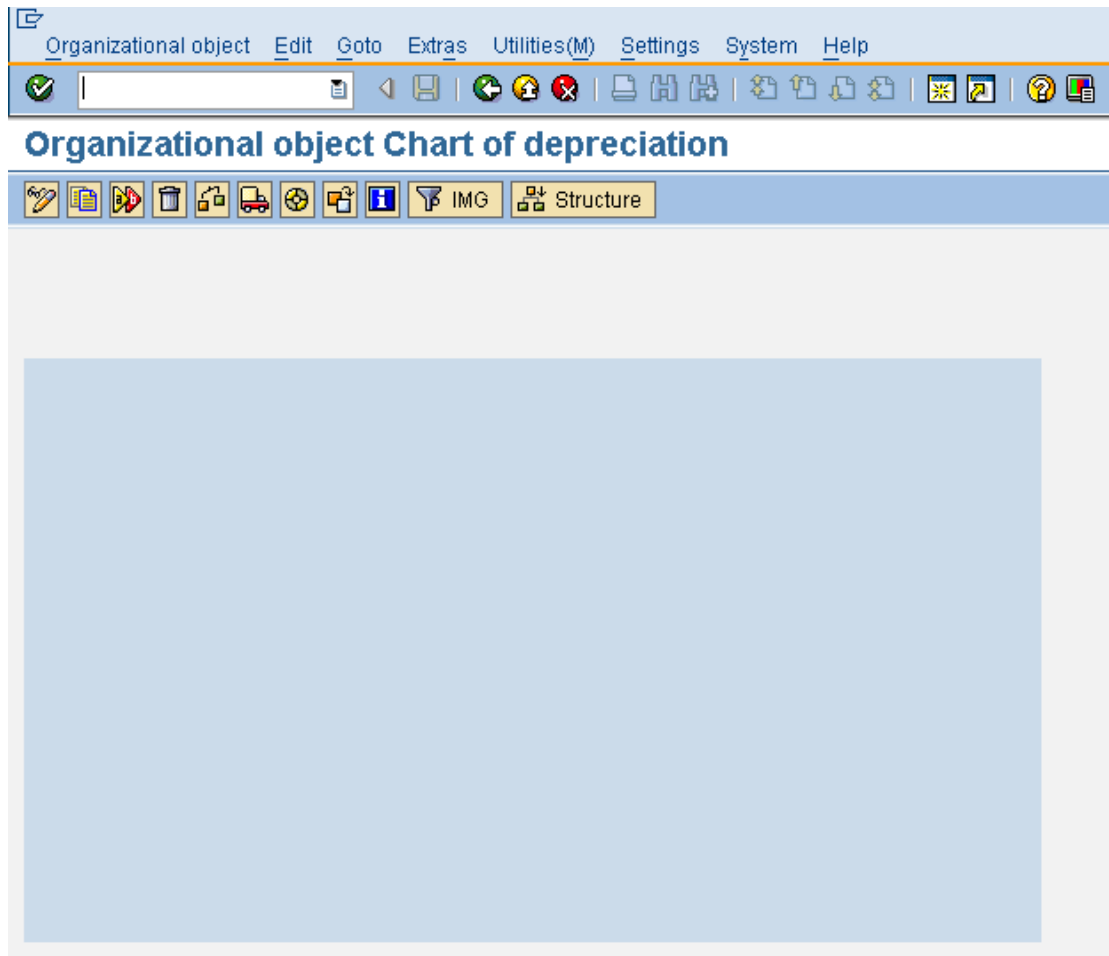 Organizational object Edit Goto Extras Utilities(M) Settings System Help
Organizational object Chart of depreciation
IMG Structure